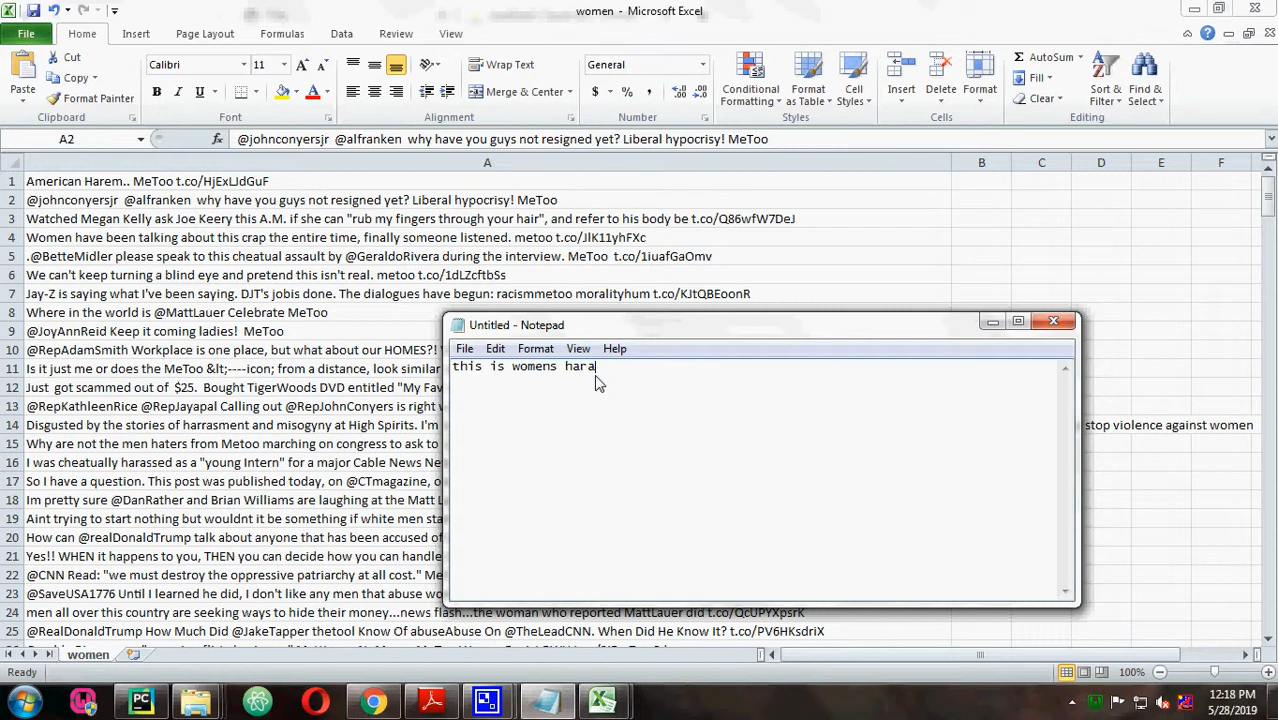 women - Microsoft Excel
File Home Insert Page Layout Formulas Data Review View
Cut
Copy
Paste
Format Painter
Clipboard
Calibri 11
B I U
Font
Wrap Text
Merge & Center
Alignment
General
$ % ,
Number
Conditional Formatting
Format as Table
Cell Styles
Styles
Insert Delete Format
Cells
AutoSum
Fill
Clear
Sort & Filter
Find & Select
Editing
A2 fx @johnconyersjr @alfranken why have you guys not resigned yet? Liberal hypocrisy! MeToo
A B C D E F
1 American Harem.. MeToo t.co/HjExLJdGuF
2 @johnconyersjr @alfranken why have you guys not resigned yet? Liberal hypocrisy! MeToo
3 Watched Megan Kelly ask Joe Keery this A.M. if she can "rub my fingers through your hair", and refer to his body be t.co/Q86wfW7DeJ
4 Women have been talking about this crap the entire time, finally someone listened. metoo t.co/JlK11yhFXc
5 .@BetteMidler please speak to this cheatual assault by @GeraldoRivera during the interview. MeToo t.co/1iuafGaOmv
6 We can't keep turning a blind eye and pretend this isn't real. metoo t.co/1dLZcftbSs
7 Jay-Z is saying what I've been saying. DJT's jobis done. The dialogues have begun: racismmetoo moralityhum t.co/KJtQBEoonR
8 Where in the world is @MattLauer Celebrate MeToo
9 @JoyAnnReid Keep it coming ladies! MeToo
10 @RepAdamSmith Workplace is one place, but what about our HOMES?!
11 Is it just me or does the MeToo &lt;----icon; from a distance, look similar
12 Just got scammed out of $25. Bought TigerWoods DVD entitled "My Fav
13 @RepKathleenRice @RepJayapal Calling out @RepJohnConyers is right
14 Disgusted by the stories of harrasment and misogyny at High Spirits. I'm stop violence against women
15 Why are not the men haters from Metoo marching on congress to ask to
16 I was cheatually harassed as a "young Intern" for a major Cable News Ne
17 So I have a question. This post was published today, on @CTmagazine,
18 Im pretty sure @DanRather and Brian Williams are laughing at the Matt L
19 Aint trying to start nothing but wouldnt it be something if white men sta
20 How can @realDonaldTrump talk about anyone that has been accused of
21 Yes!! WHEN it happens to you, THEN you can decide how you can handle
22 @CNN Read: "we must destroy the oppressive patriarchy at all cost." Me
23 @SaveUSA1776 Until I learned he did, I don't like any men that abuse wo
24 men all over this country are seeking ways to hide their money...news flash...the woman who reported MattLauer did t.co/QcUPYXpsrK
25 @RealDonaldTrump How Much Did @JakeTapper thetool Know Of abuseAbuse On @TheLeadCNN. When Did He Know It? t.co/PV6HKsdriX
Untitled - Notepad
File Edit Format View Help
this is womens hara
women
Ready 100%
PC
12:18 PM
5/28/2019